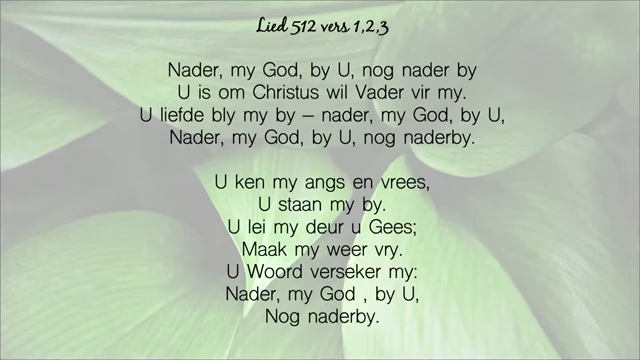 Lied 512 vers 1,2,3
Nader, my God, by U, nog nader by
U is om Christus wil Vader vir my.
U liefde bly my by – nader, my God, by U,
Nader, my God, by U, nog naderby.
U ken my angs en vrees,
U staan my by.
U lei my deur u Gees;
Maak my weer vry.
U Woord verseker my:
Nader, my God , by U,
Nog naderby.